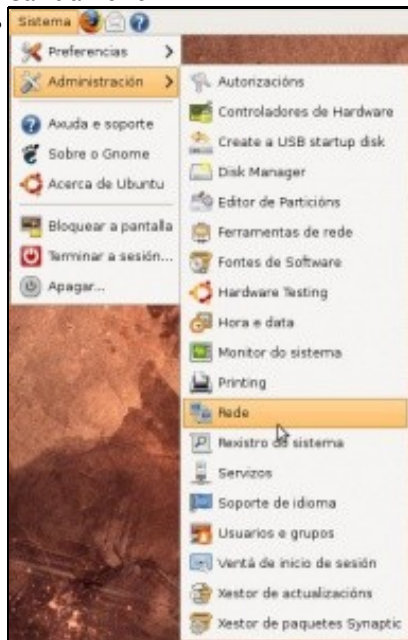 Sistema
Preferencias
Administración
Axuda e soporte
Sobre o Gnome
Acerca de Ubuntu
Bloquear a pantalla
Terminar a sesión...
Apagar...
Autorizacións
Controladores de Hardware
Create a USB startup disk
Disk Manager
Editor de Particións
Ferramentas de rede
Fontes de Software
Hardware Testing
Hora e data
Monitor do sistema
Printing
Rede
Rexistro do sistema
Servizos
Soporte de idioma
Usuarios e grupos
Ventá de inicio de sesión
Xestor de actualizacións
Xestor de paquetes Synaptic